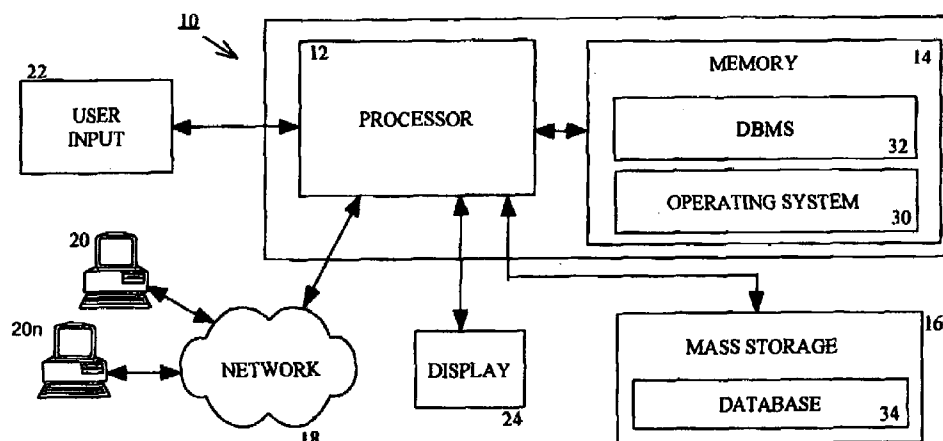 10
22
USER
INPUT
12
PROCESSOR
MEMORY
14
DBMS
32
OPERATING SYSTEM
30
20
20n
NETWORK
18
DISPLAY
24
MASS STORAGE
16
DATABASE
34